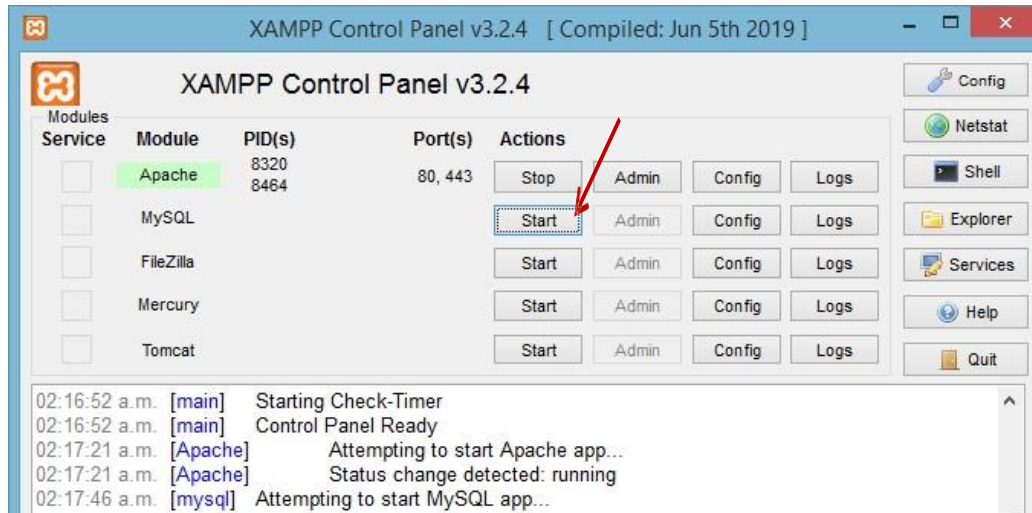 XAMPP Control Panel v3.2.4 [ Compiled: Jun 5th 2019 ]
XAMPP Control Panel v3.2.4
Modules
Service Module PID(s) Port(s) Actions
Apache 8320 8464 80, 443 Stop Admin Config Logs
MySQL Start Admin Config Logs
FileZilla Start Admin Config Logs
Mercury Start Admin Config Logs
Tomcat Start Admin Config Logs
Config
Netstat
Shell
Explorer
Services
Help
Quit
02:16:52 a.m. [main] Starting Check-Timer
02:16:52 a.m. [main] Control Panel Ready
02:17:21 a.m. [Apache] Attempting to start Apache app...
02:17:21 a.m. [Apache] Status change detected: running
02:17:46 a.m. [mysql] Attempting to start MySQL app...